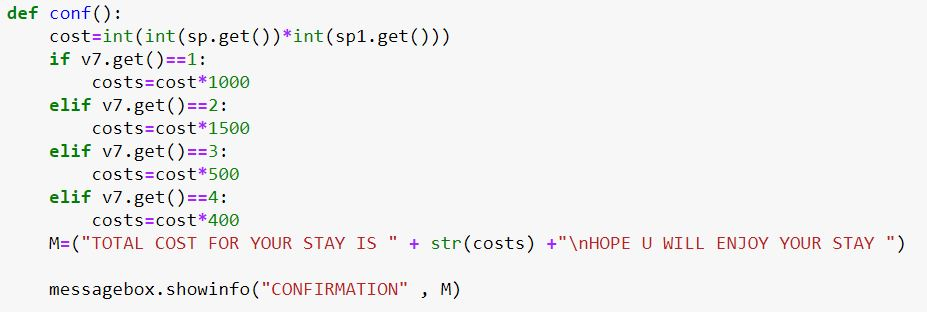 def conf():
    cost=int(int(sp.get())*int(sp1.get()))
    if v7.get()==1:
        costs=cost*1000
    elif v7.get()==2:
        costs=cost*1500
    elif v7.get()==3:
        costs=cost*500
    elif v7.get()==4:
        costs=cost*400
    M=("TOTAL COST FOR YOUR STAY IS " + str(costs) +"\nHOPE U WILL ENJOY YOUR STAY ")
    messagebox.showinfo("CONFIRMATION" , M)